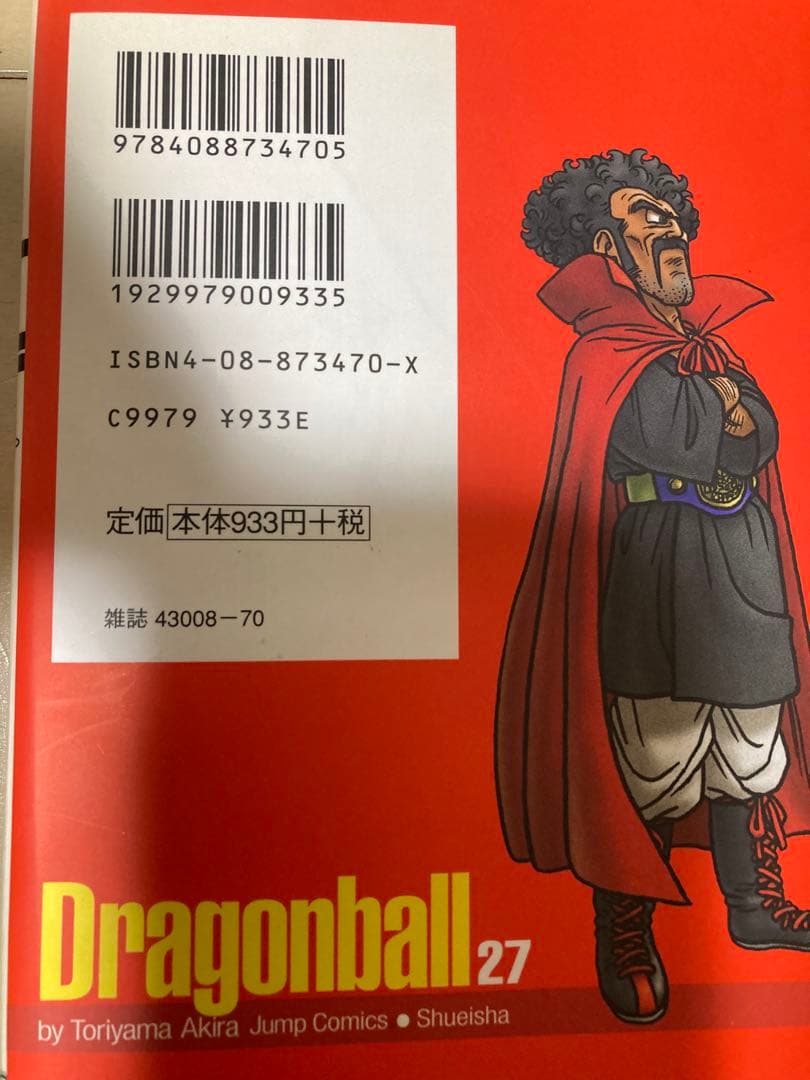 9784088734705
1929979009335
ISBN4-08-873470-X
C9979 ¥933E
定価 本体933円+税
雑誌 43008-70
Dragonball 27
by Toriyama Akira Jump Comics ● Shueisha